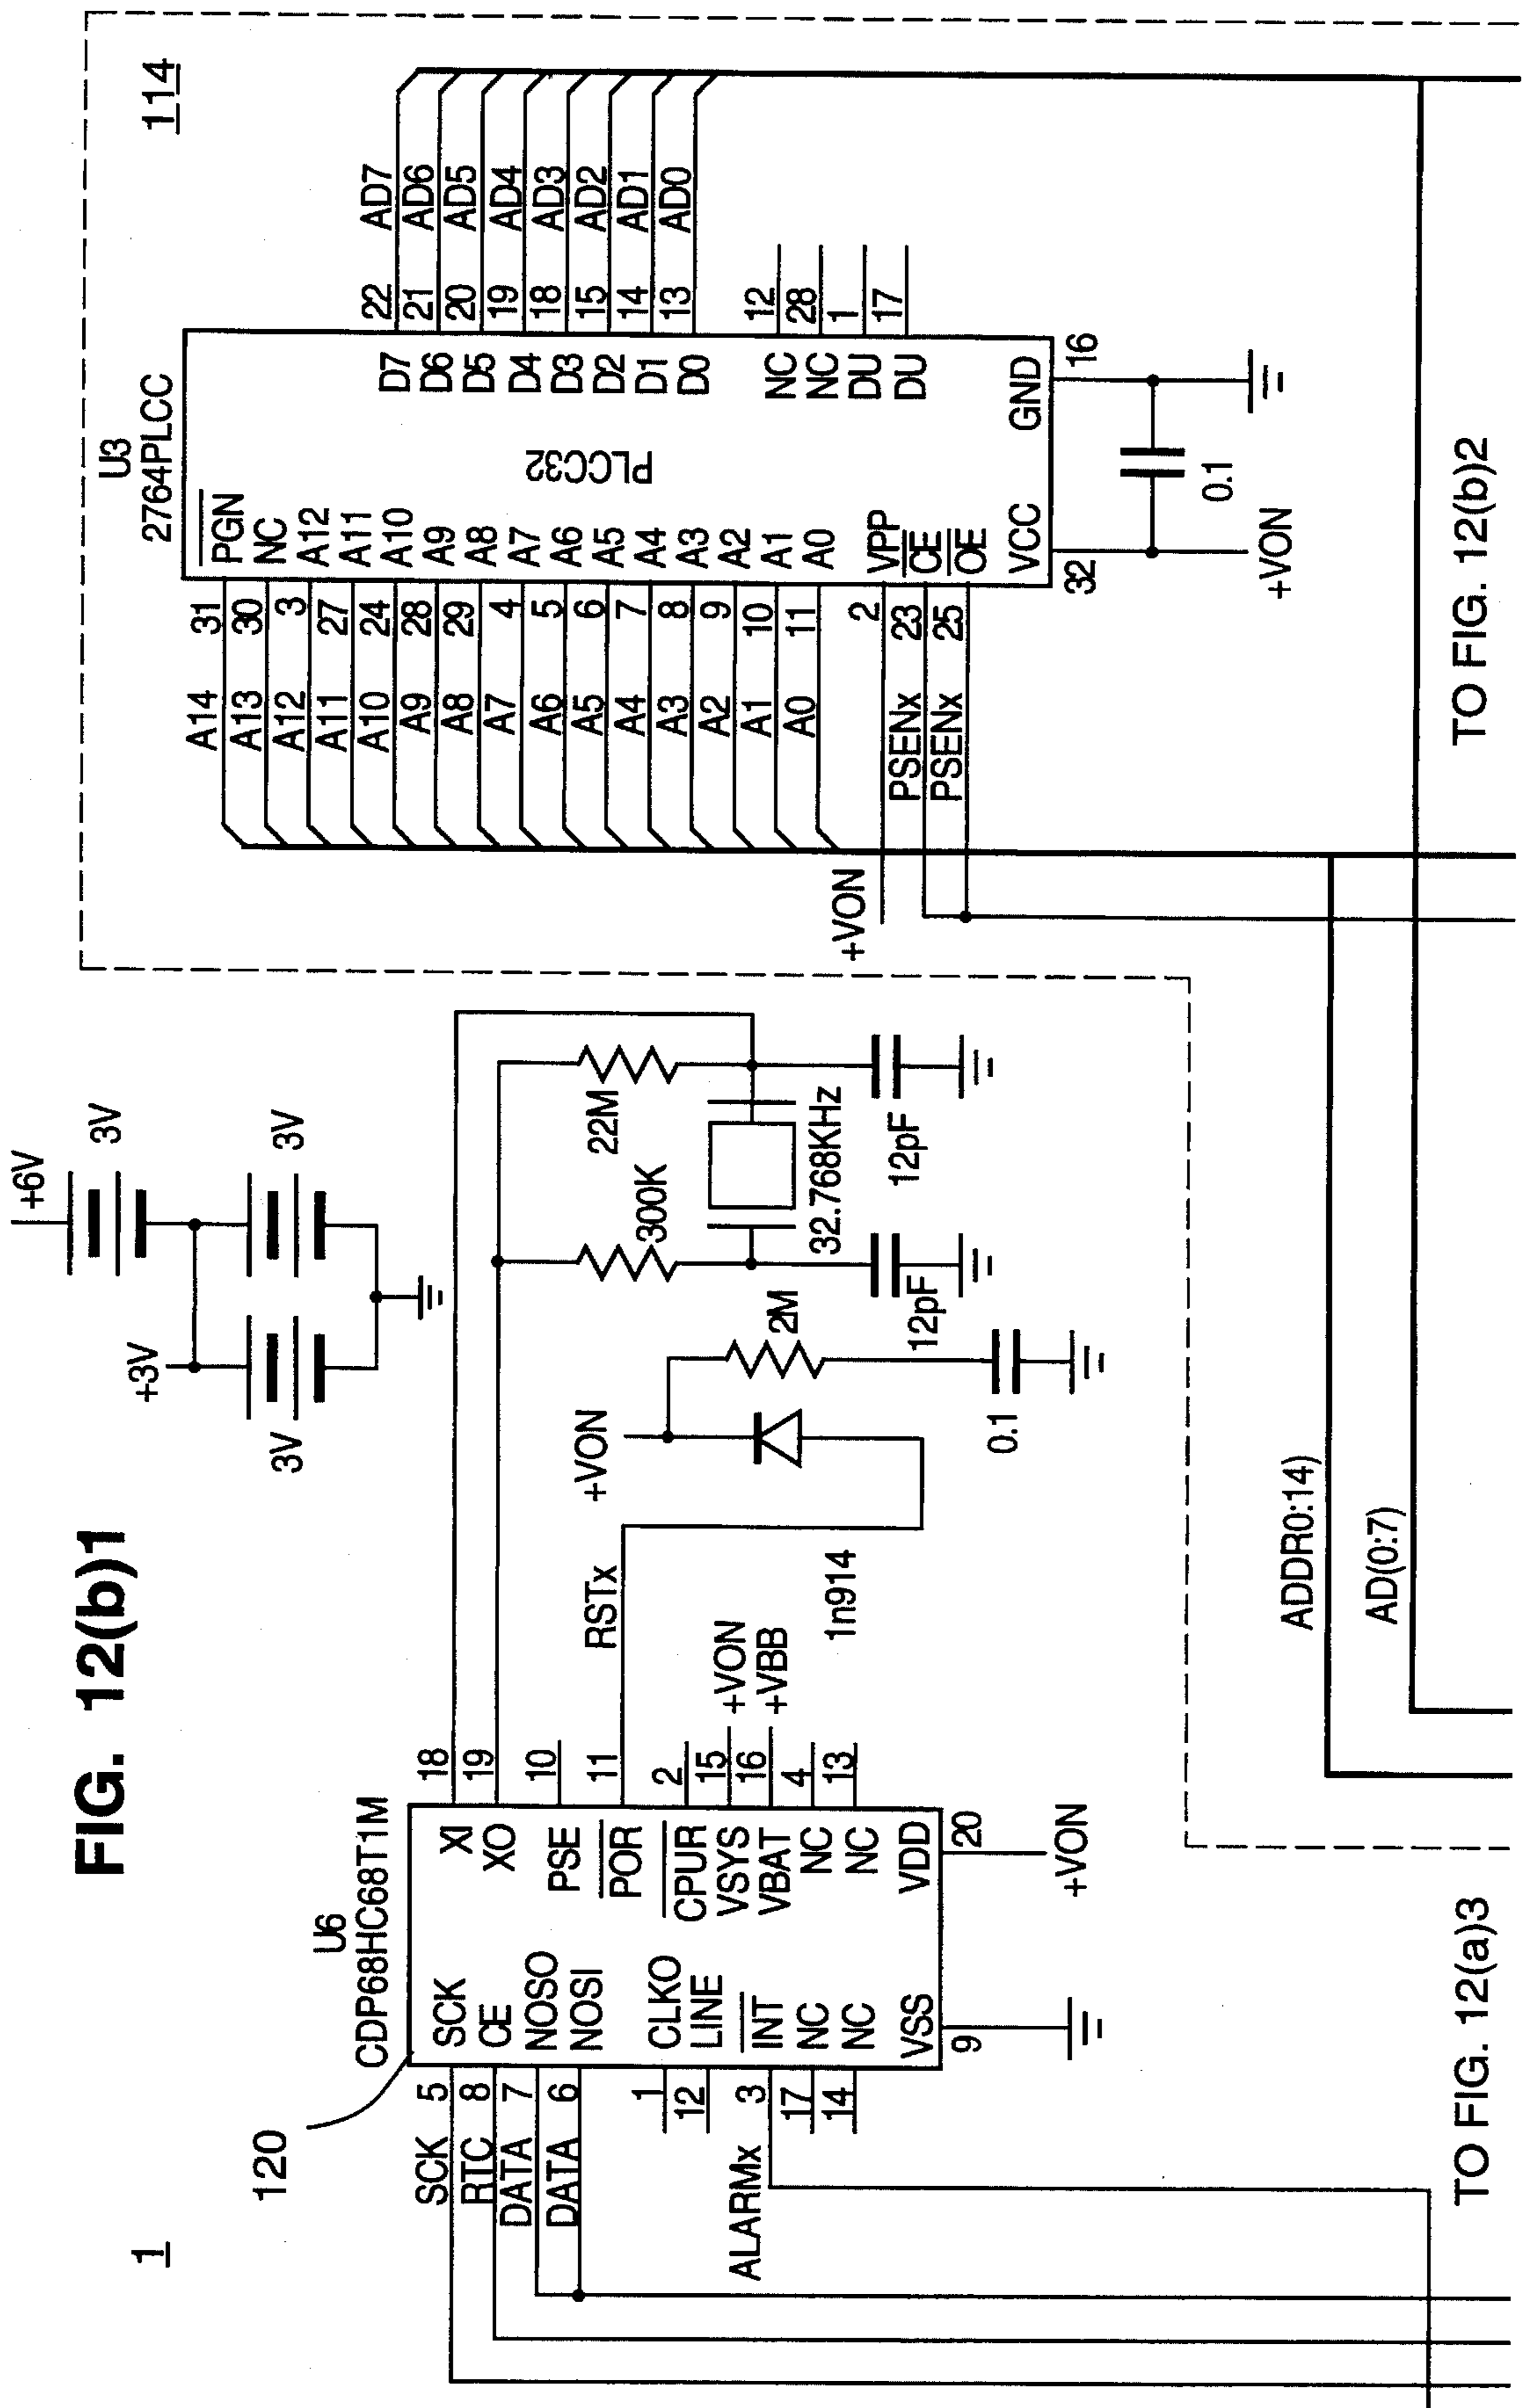 FIG. 12(b)1
1
120
U6
CDP68HC68T1M
SCK 5 SCK
RTC 8 CE
DATA 7 NOSO
DATA 6 NOSI
1 CLKO
12 LINE
ALARMx 3 INT
17 NC
14 NC
VSS 9
XI 18
XO 19
PSE 10
POR 11 RSTx
CPUR 2
VSYS 15 +VON
VBAT 16 +VBB
NC 4
NC 13
VDD 20
+VON
+6V
3V
+3V
3V
3V
+VON
1n914
2M
0.1
300K
22M
32.768KHz
12pF
12pF
114
U3
2764PLCC
PLCC32
A14 31 PGN
A13 30 NC
A12 3 A12
A11 27 A11
A10 24 A10
A9 28 A9
A8 29 A8
A7 4 A7
A6 5 A6
A5 6 A5
A4 7 A4
A3 8 A3
A2 9 A2
A1 10 A1
A0 11 A0
+VON 2 VPP
PSENx 23 CE
PSENx 25 OE
VCC 32
+VON
0.1
GND 16
D7 22 AD7
D6 21 AD6
D5 20 AD5
D4 19 AD4
D3 18 AD3
D2 15 AD2
D1 14 AD1
D0 13 AD0
NC 12
NC 28
DU 1
DU 17
ADDR0:14)
AD(0:7)
TO FIG. 12(a)3
TO FIG. 12(b)2